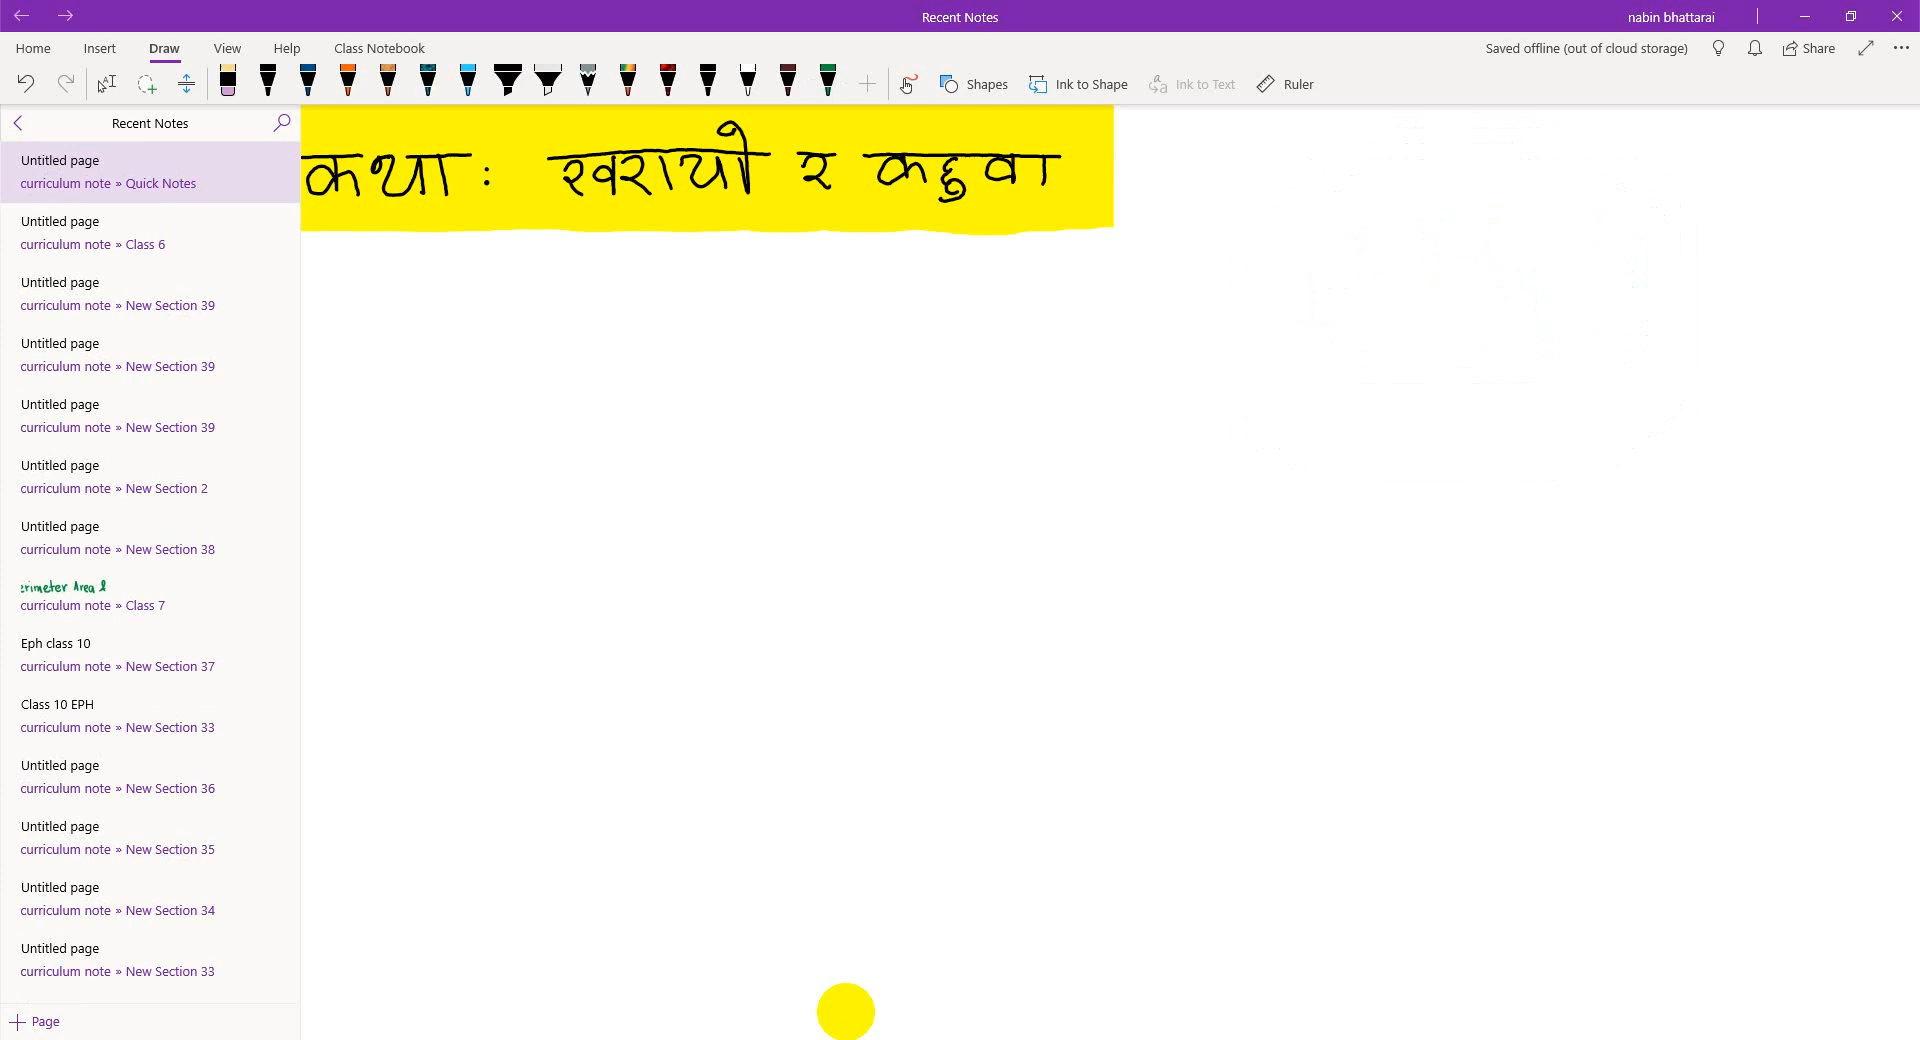 Recent Notes
nabin bhattarai
Home Insert Draw View Help Class Notebook
Saved offline (out of cloud storage) Share
Shapes Ink to Shape Ink to Text Ruler
Recent Notes
Untitled page
curriculum note » Quick Notes
Untitled page
curriculum note » Class 6
Untitled page
curriculum note » New Section 39
Untitled page
curriculum note » New Section 39
Untitled page
curriculum note » New Section 39
Untitled page
curriculum note » New Section 2
Untitled page
curriculum note » New Section 38
erimeter Area &
curriculum note » Class 7
Eph class 10
curriculum note » New Section 37
Class 10 EPH
curriculum note » New Section 33
Untitled page
curriculum note » New Section 36
Untitled page
curriculum note » New Section 35
Untitled page
curriculum note » New Section 34
Untitled page
curriculum note » New Section 33
Page
कथा : खरायो र कछुवा